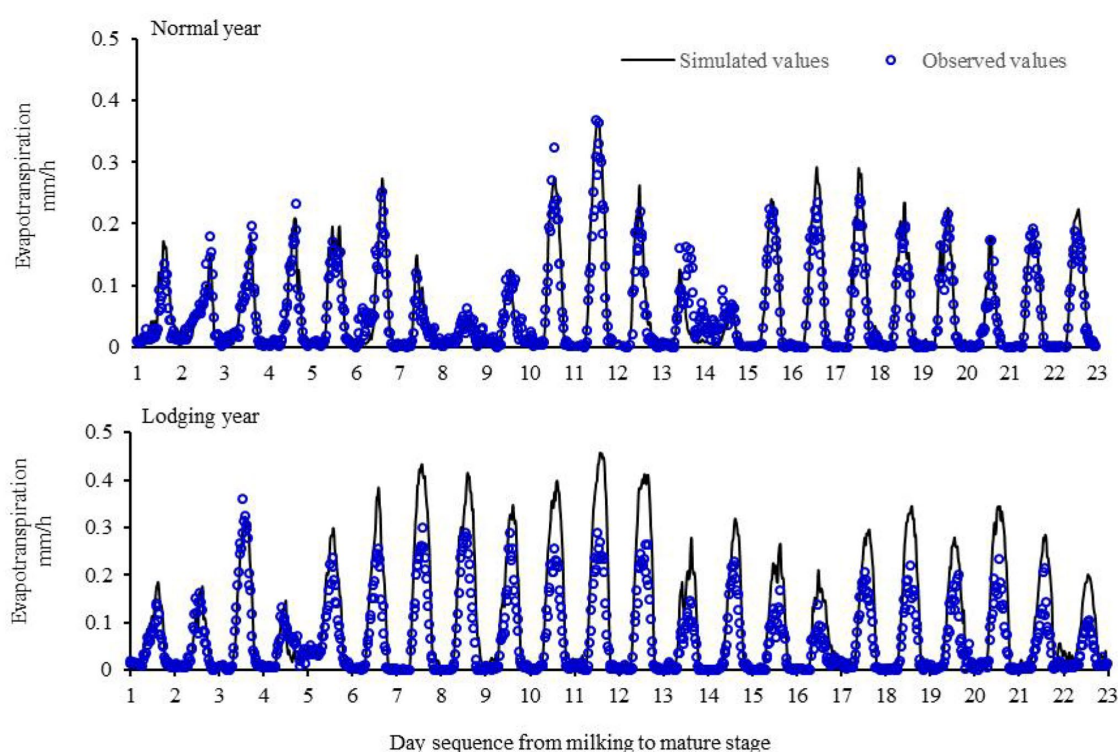 Normal year
Simulated values
Observed values
0.5
0.4
0.3
0.2
0.1
0
Evapotranspiration
mm/h
1 2 3 4 5 6 7 8 9 10 11 12 13 14 15 16 17 18 19 20 21 22 23
Lodging year
0.5
0.4
0.3
0.2
0.1
0
Evapotranspiration
mm/h
1 2 3 4 5 6 7 8 9 10 11 12 13 14 15 16 17 18 19 20 21 22 23
Day sequence from milking to mature stage